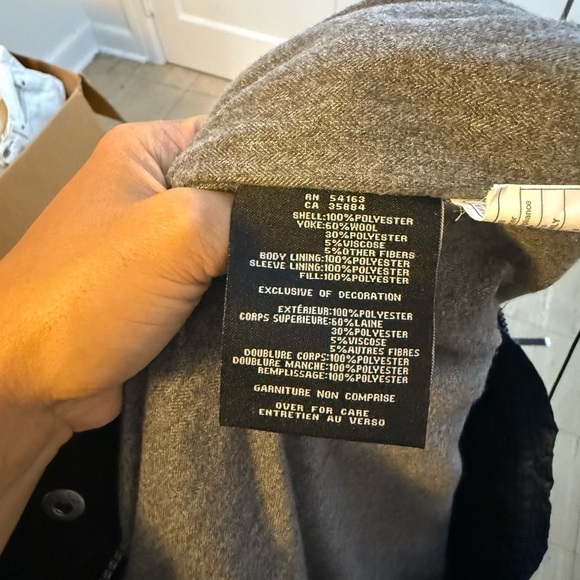 RN 54163
CA 35884
SHELL:100%POLYESTER
YOKE:60%WOOL
30%POLYESTER
5%VISCOSE
5%OTHER FIBERS
BODY LINING:100%POLYESTER
SLEEVE LINING:100%POLYESTER
FILL:100%POLYESTER
EXCLUSIVE OF DECORATION
EXTÉRIEUR:100%POLYESTER
CORPS SUPERIEURE:60%LAINE
30%POLYESTER
5%VISCOSE
5%AUTRES FIBRES
DOUBLURE CORPS:100%POLYESTER
DOUBLURE MANCHE:100%POLYESTER
REMPLISSAGE:100%POLYESTER
GARNITURE NON COMPRISE
OVER FOR CARE
ENTRETIEN AU VERSO